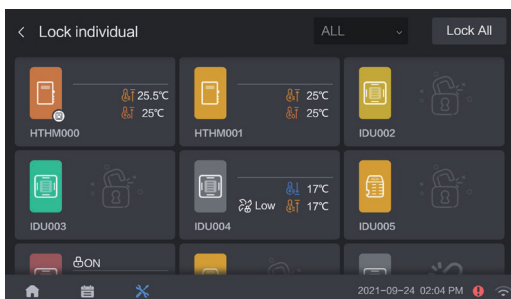 Lock individual
ALL
Lock All
25.5℃
25℃
HTHM000
25℃
25℃
HTHM001
IDU002
IDU003
17℃
Low 17℃
IDU004
IDU005
ON
2021-09-24 02:04 PM